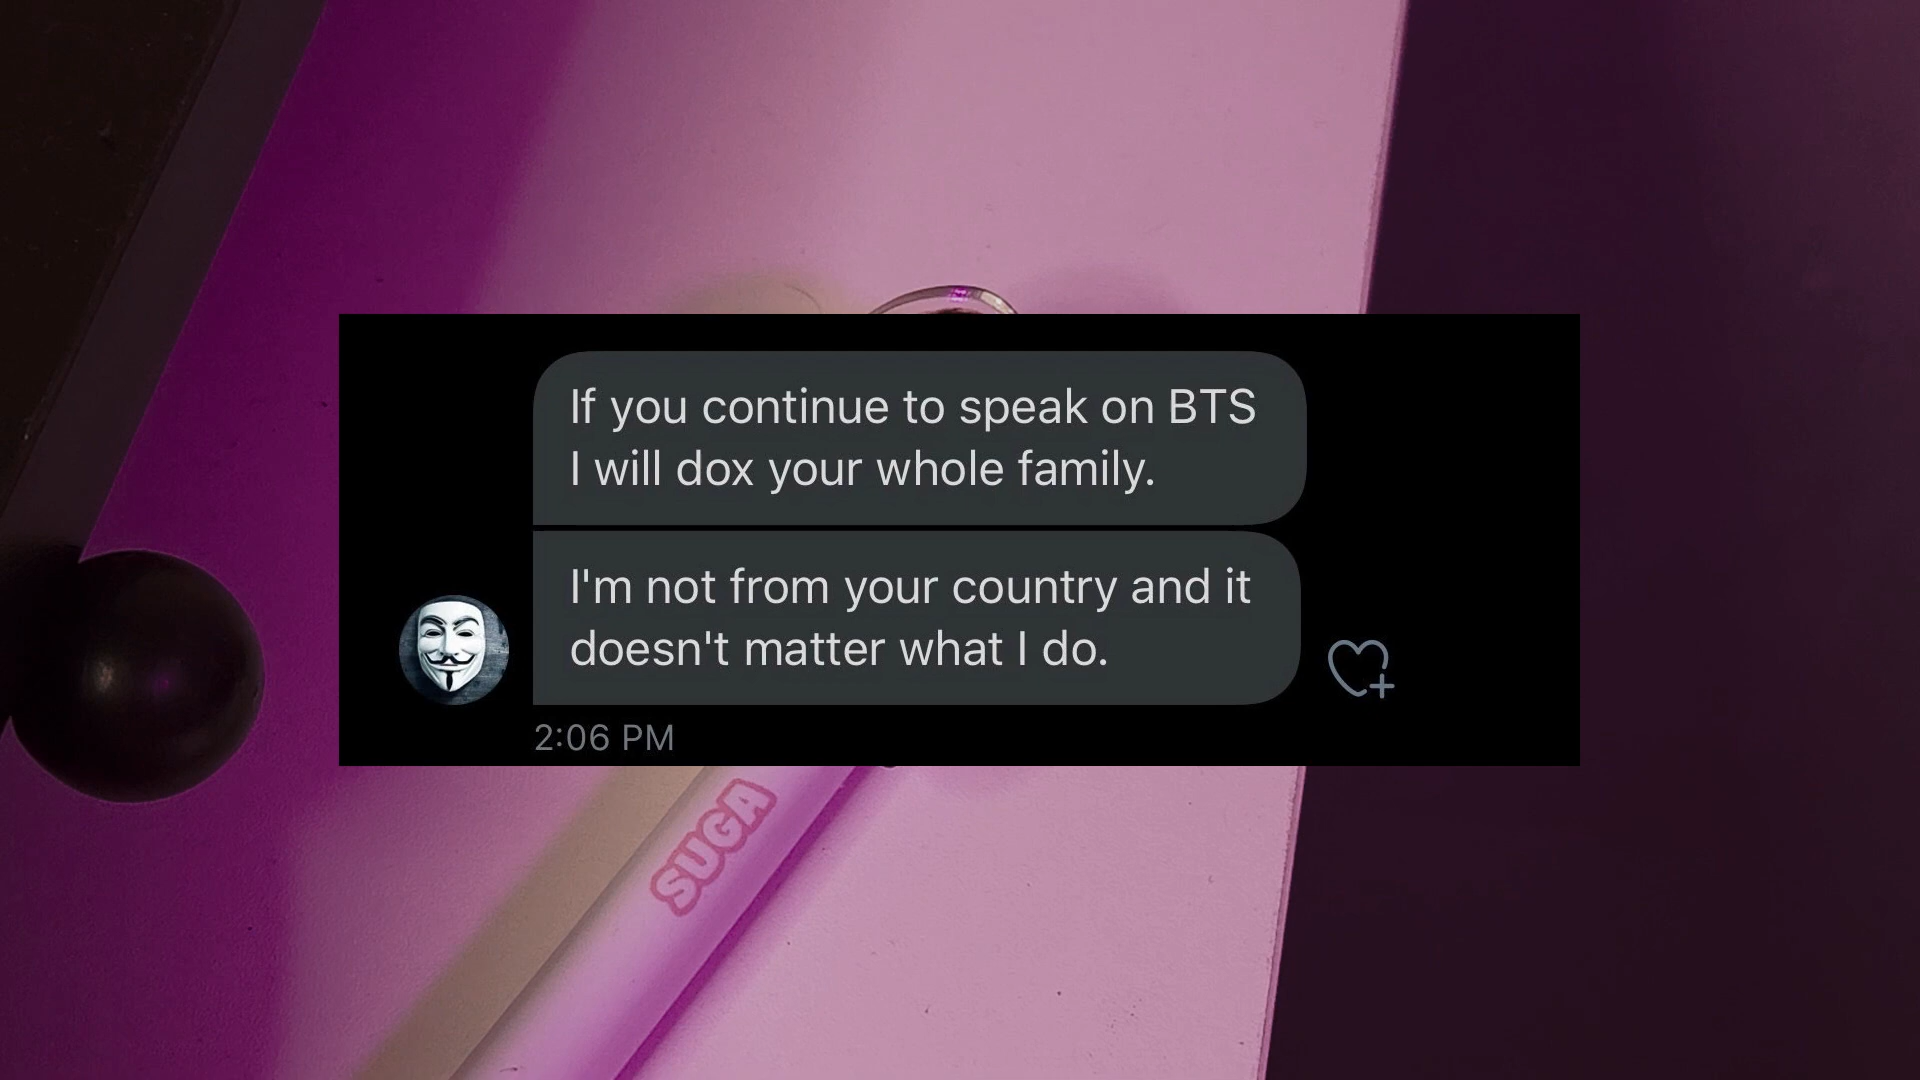 If you continue to speak on BTS
I will dox your whole family.
I'm not from your country and it
doesn't matter what I do.
2:06 PM
SUGA